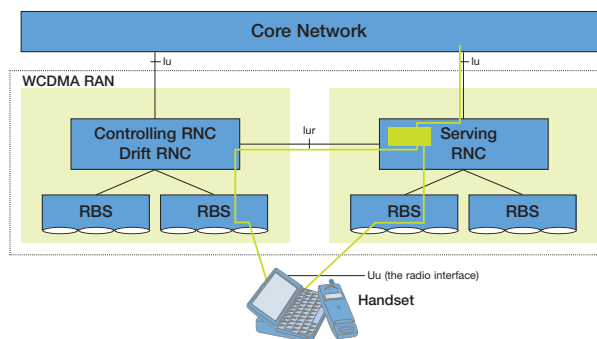 Core Network
Iu
Iu
WCDMA RAN
Controlling RNC
Drift RNC
Iur
Serving
RNC
RBS
RBS
RBS
RBS
Uu (the radio interface)
Handset